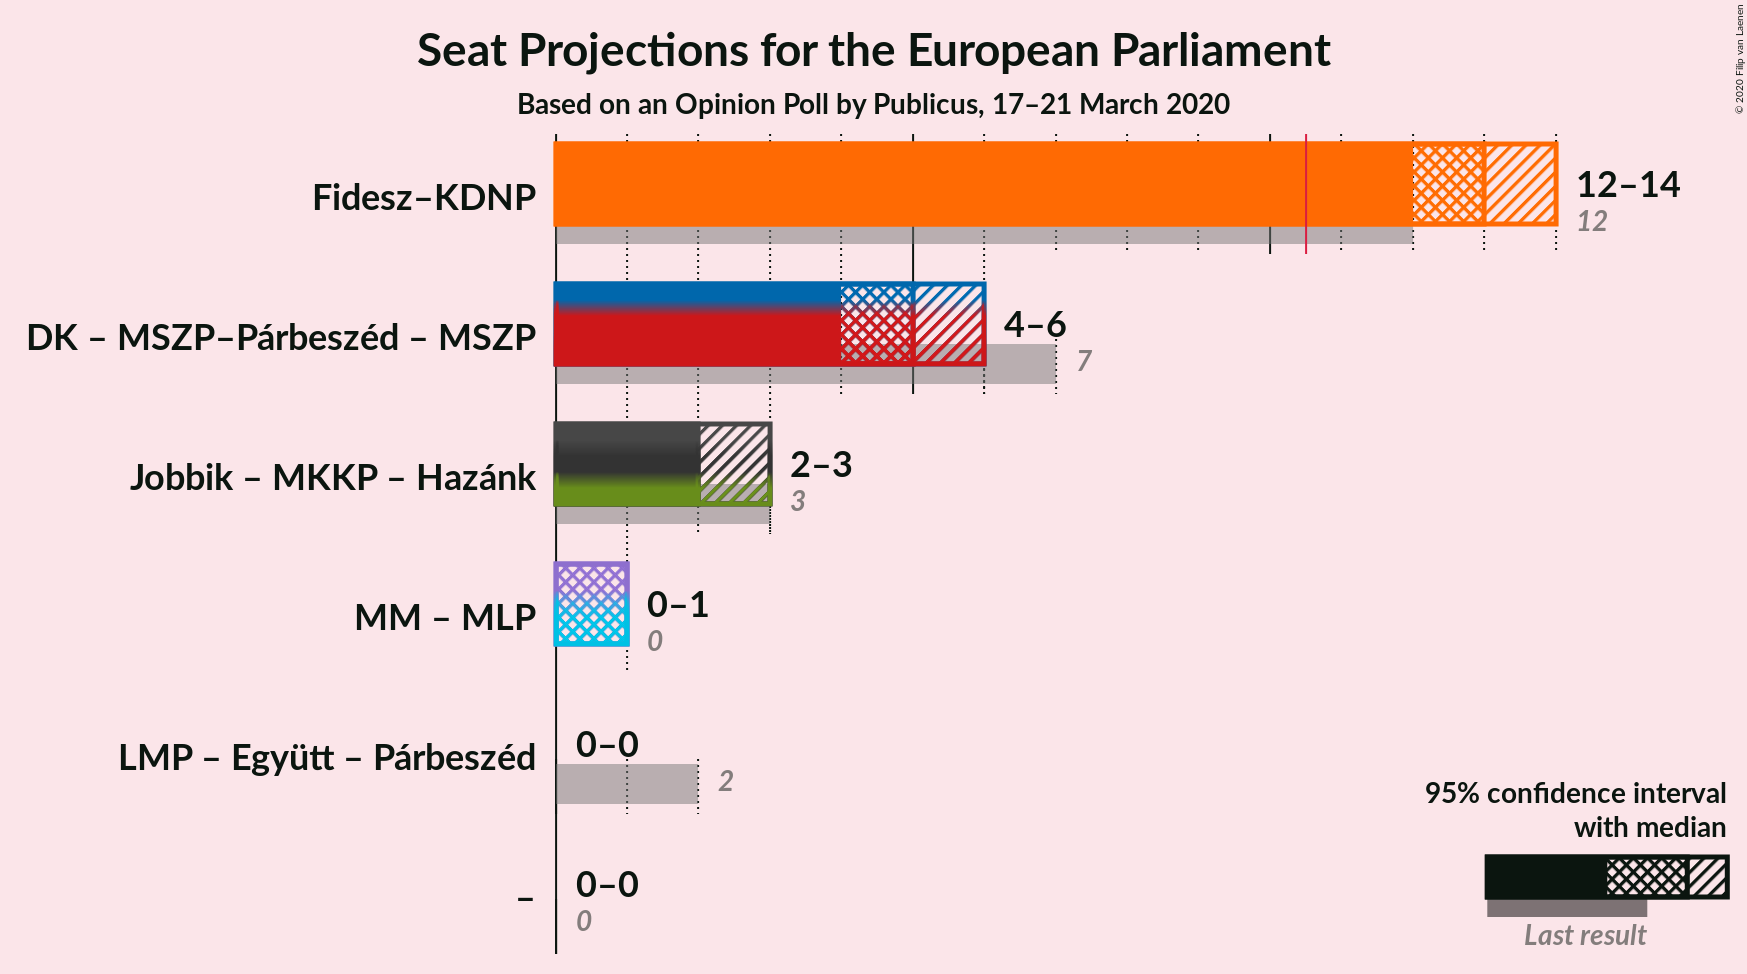 Seat Projections for the European Parliament
Based on an Opinion Poll by Publicus, 17–21 March 2020
© 2020 Filip van Laenen
Fidesz–KDNP
12–14
12
DK – MSZP–Párbeszéd – MSZP
4–6
7
Jobbik – MKKP – Hazánk
2–3
3
MM – MLP
0–1
0
LMP – Együtt – Párbeszéd
0–0
2
–
0–0
0
95% confidence interval
with median
Last result